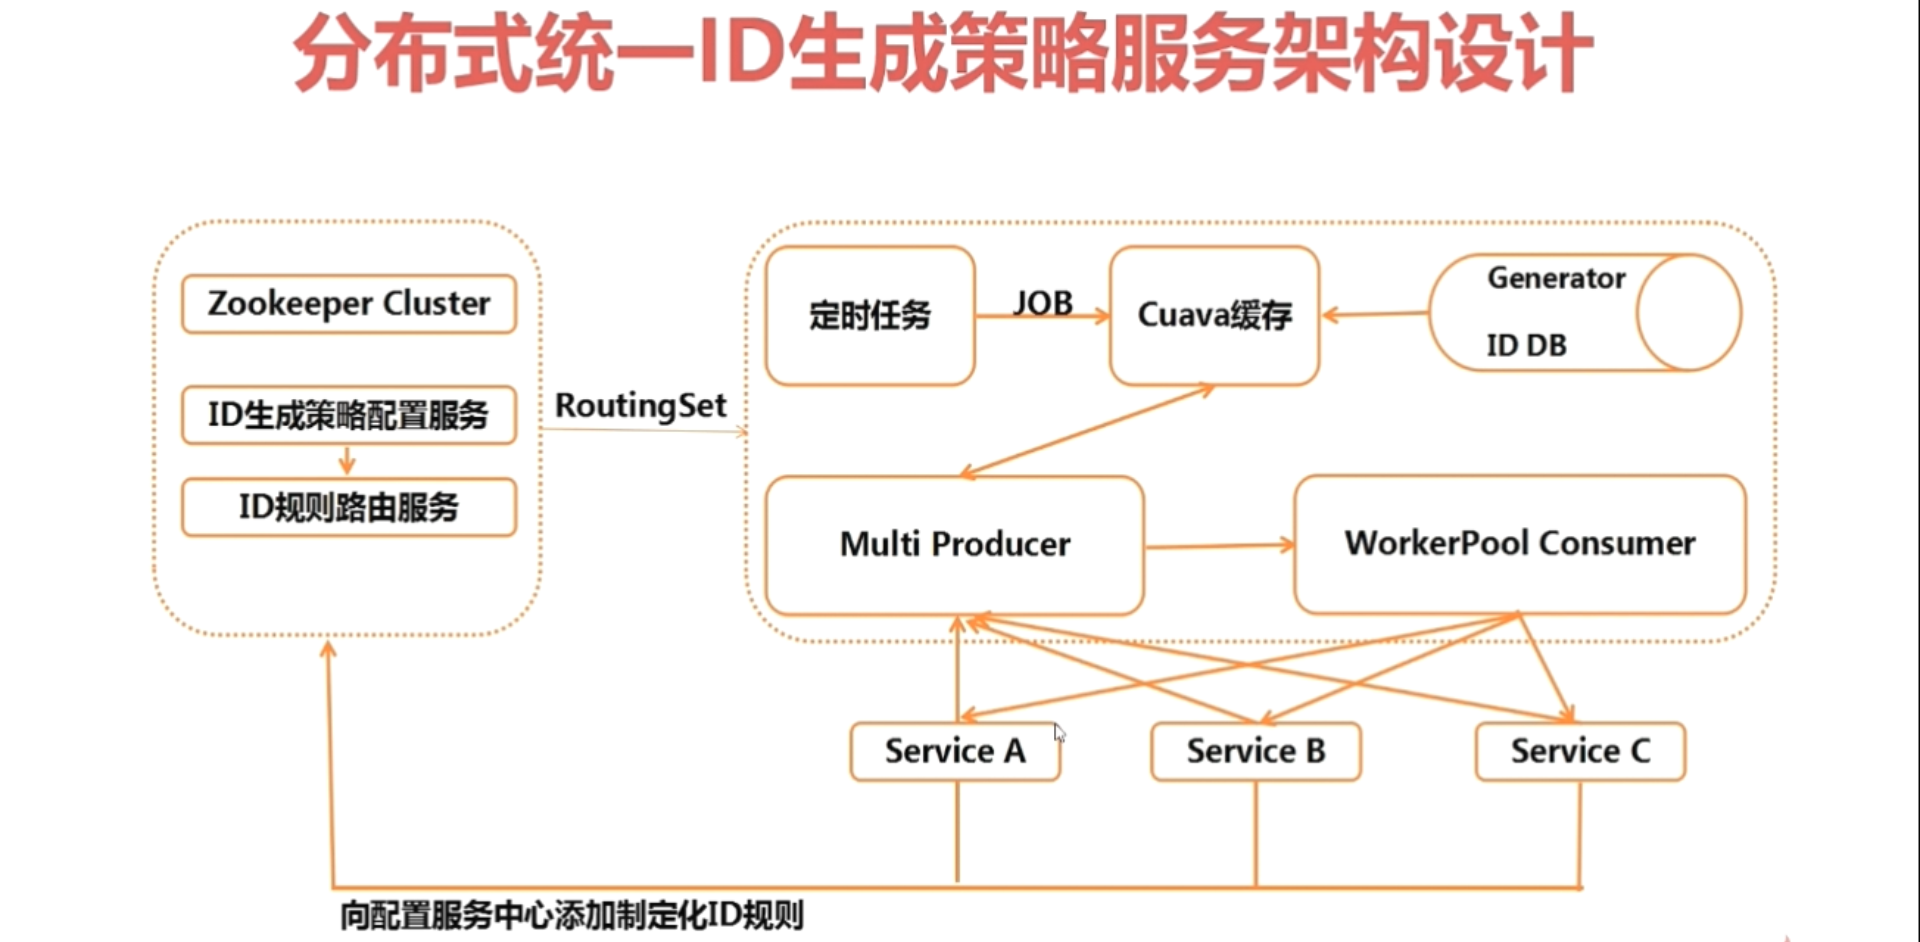 分布式统一ID生成策略服务架构设计
Zookeeper Cluster
ID生成策略配置服务
ID规则路由服务
RoutingSet
定时任务
JOB
Cuava缓存
Generator
ID DB
Multi Producer
WorkerPool Consumer
Service A
Service B
Service C
向配置服务中心添加制定化ID规则